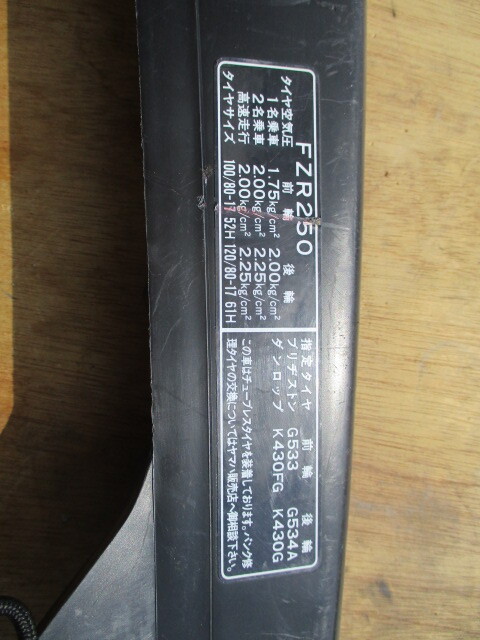 FZR250
タイヤ空気圧 前輪 後輪
1名乗車 1.75kg/cm² 2.00kg/cm²
2名乗車 2.00kg/cm² 2.25kg/cm²
高速走行 2.00kg/cm² 2.25kg/cm²
タイヤサイズ 100/80-17 52H 120/80-17 61H
指定タイヤ 前輪 後輪
ブリヂストン G533 G534A
ダンロップ K430FG K430G
この車はチューブレスタイヤを装着しております。パンク修
理タイヤの交換についてはヤマハ販売店へ御相談下さい。